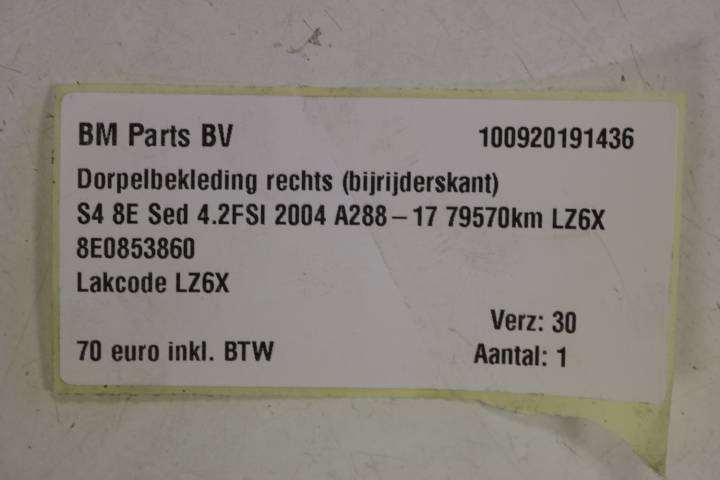 BM Parts BV 100920191436
Dorpelbekleding rechts (bijrijderskant)
S4 8E Sed 4.2FSI 2004 A288-17 79570km LZ6X
8E0853860
Lakcode LZ6X
Verz: 30
70 euro inkl. BTW Aantal: 1